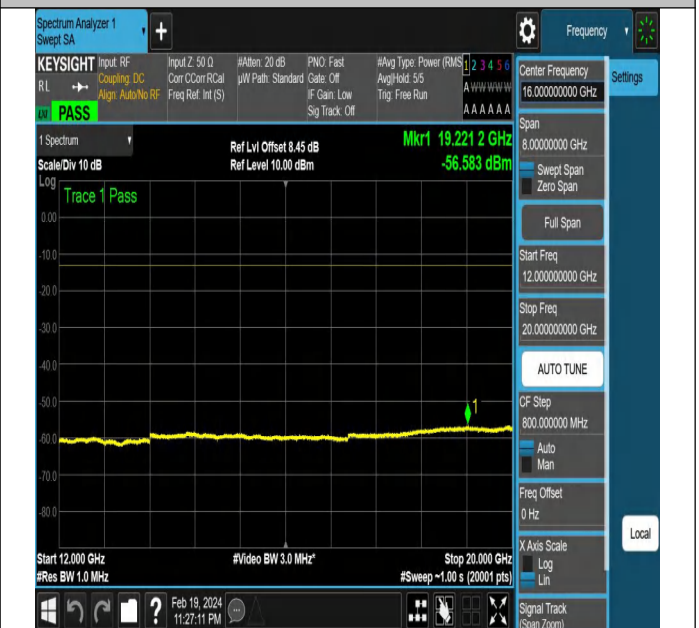 Spectrum Analyzer 1
Swept SA
Frequency
KEYSIGHT
RL
PASS
Input: RF
Coupling: DC
Align: Auto/No RF
Input Z: 50 Ω
Corr CCorr RCal
Freq Ref: Int (S)
#Atten: 20 dB
µW Path: Standard
PNO: Fast
Gate: Off
IF Gain: Low
Sig Track: Off
#Avg Type: Power (RMS
Avg|Hold: 5/5
Trig: Free Run
1 2 3 4 5 6
A W W W W W
A A A A A A
1 Spectrum
Scale/Div 10 dB
Ref Lvl Offset 8.45 dB
Ref Level 10.00 dBm
Mkr1 19.221 2 GHz
-56.583 dBm
Log
Trace 1 Pass
0.00
-10.0
-20.0
-30.0
-40.0
-50.0
-60.0
-70.0
-80.0
1
Start 12.000 GHz
#Res BW 1.0 MHz
#Video BW 3.0 MHz*
Stop 20.000 GHz
#Sweep ~1.00 s (20001 pts)
?
Feb 19, 2024
11:27:11 PM
Center Frequency
16.000000000 GHz
Settings
Span
8.00000000 GHz
Swept Span
Zero Span
Full Span
Start Freq
12.000000000 GHz
Stop Freq
20.000000000 GHz
AUTO TUNE
CF Step
800.000000 MHz
Auto
Man
Freq Offset
0 Hz
X Axis Scale
Log
Lin
Local
Signal Track
(Span Zoom)